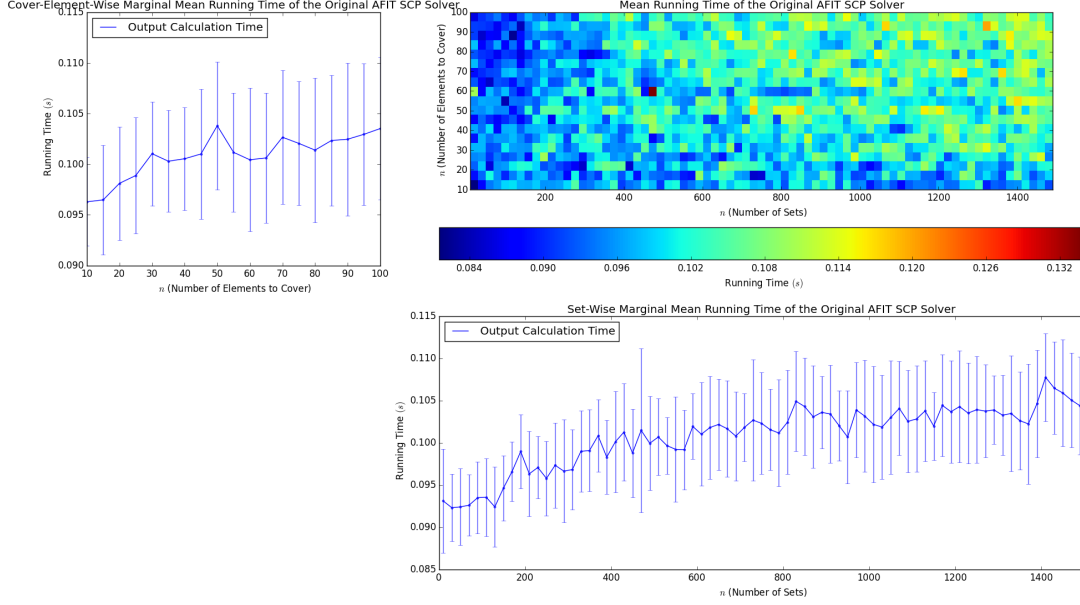 Cover-Element-Wise Marginal Mean Running Time of the Original AFIT SCP Solver
Output Calculation Time
0.115
0.110
0.105
0.100
0.095
0.090
Running Time (s)
10 20 30 40 50 60 70 80 90 100
n (Number of Elements to Cover)
Mean Running Time of the Original AFIT SCP Solver
100
90
80
70
60
50
40
30
20
10
n (Number of Elements to Cover)
200 400 600 800 1000 1200 1400
n (Number of Sets)
0.084 0.090 0.096 0.102 0.108 0.114 0.120 0.126 0.132
Running Time (s)
Set-Wise Marginal Mean Running Time of the Original AFIT SCP Solver
Output Calculation Time
0.115
0.110
0.105
0.100
0.095
0.090
0.085
Running Time (s)
0 200 400 600 800 1000 1200 1400
n (Number of Sets)